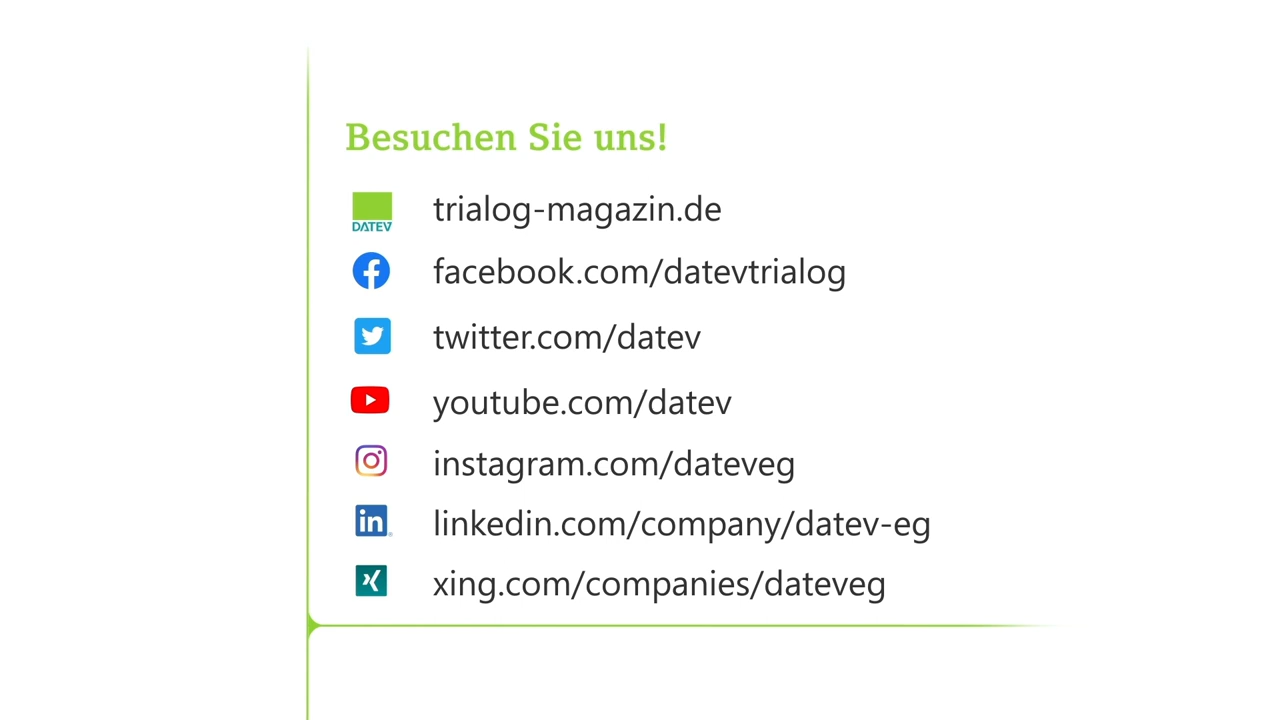 Besuchen Sie uns!
DATEV
trialog-magazin.de
facebook.com/datevtrialog
twitter.com/datev
youtube.com/datev
instagram.com/dateveg
in
linkedin.com/company/datev-eg
xing.com/companies/dateveg